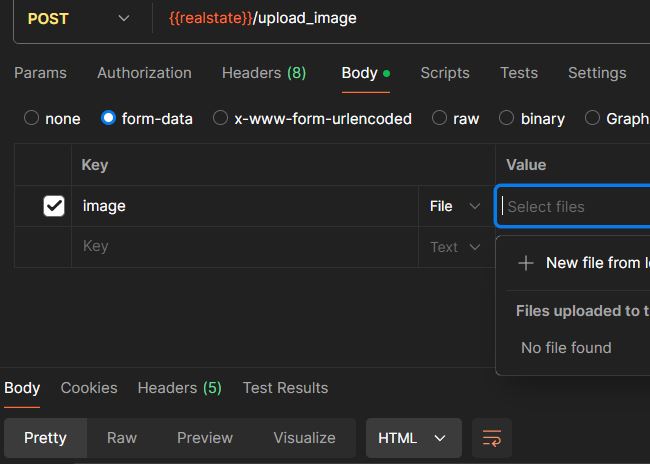 POST {{realstate}}/upload_image
Params Authorization Headers (8) Body Scripts Tests Settings
none form-data x-www-form-urlencoded raw binary Graph
Key Value
image File Select files
Key Text
New file from l
Files uploaded to t
No file found
Body Cookies Headers (5) Test Results
Pretty Raw Preview Visualize HTML